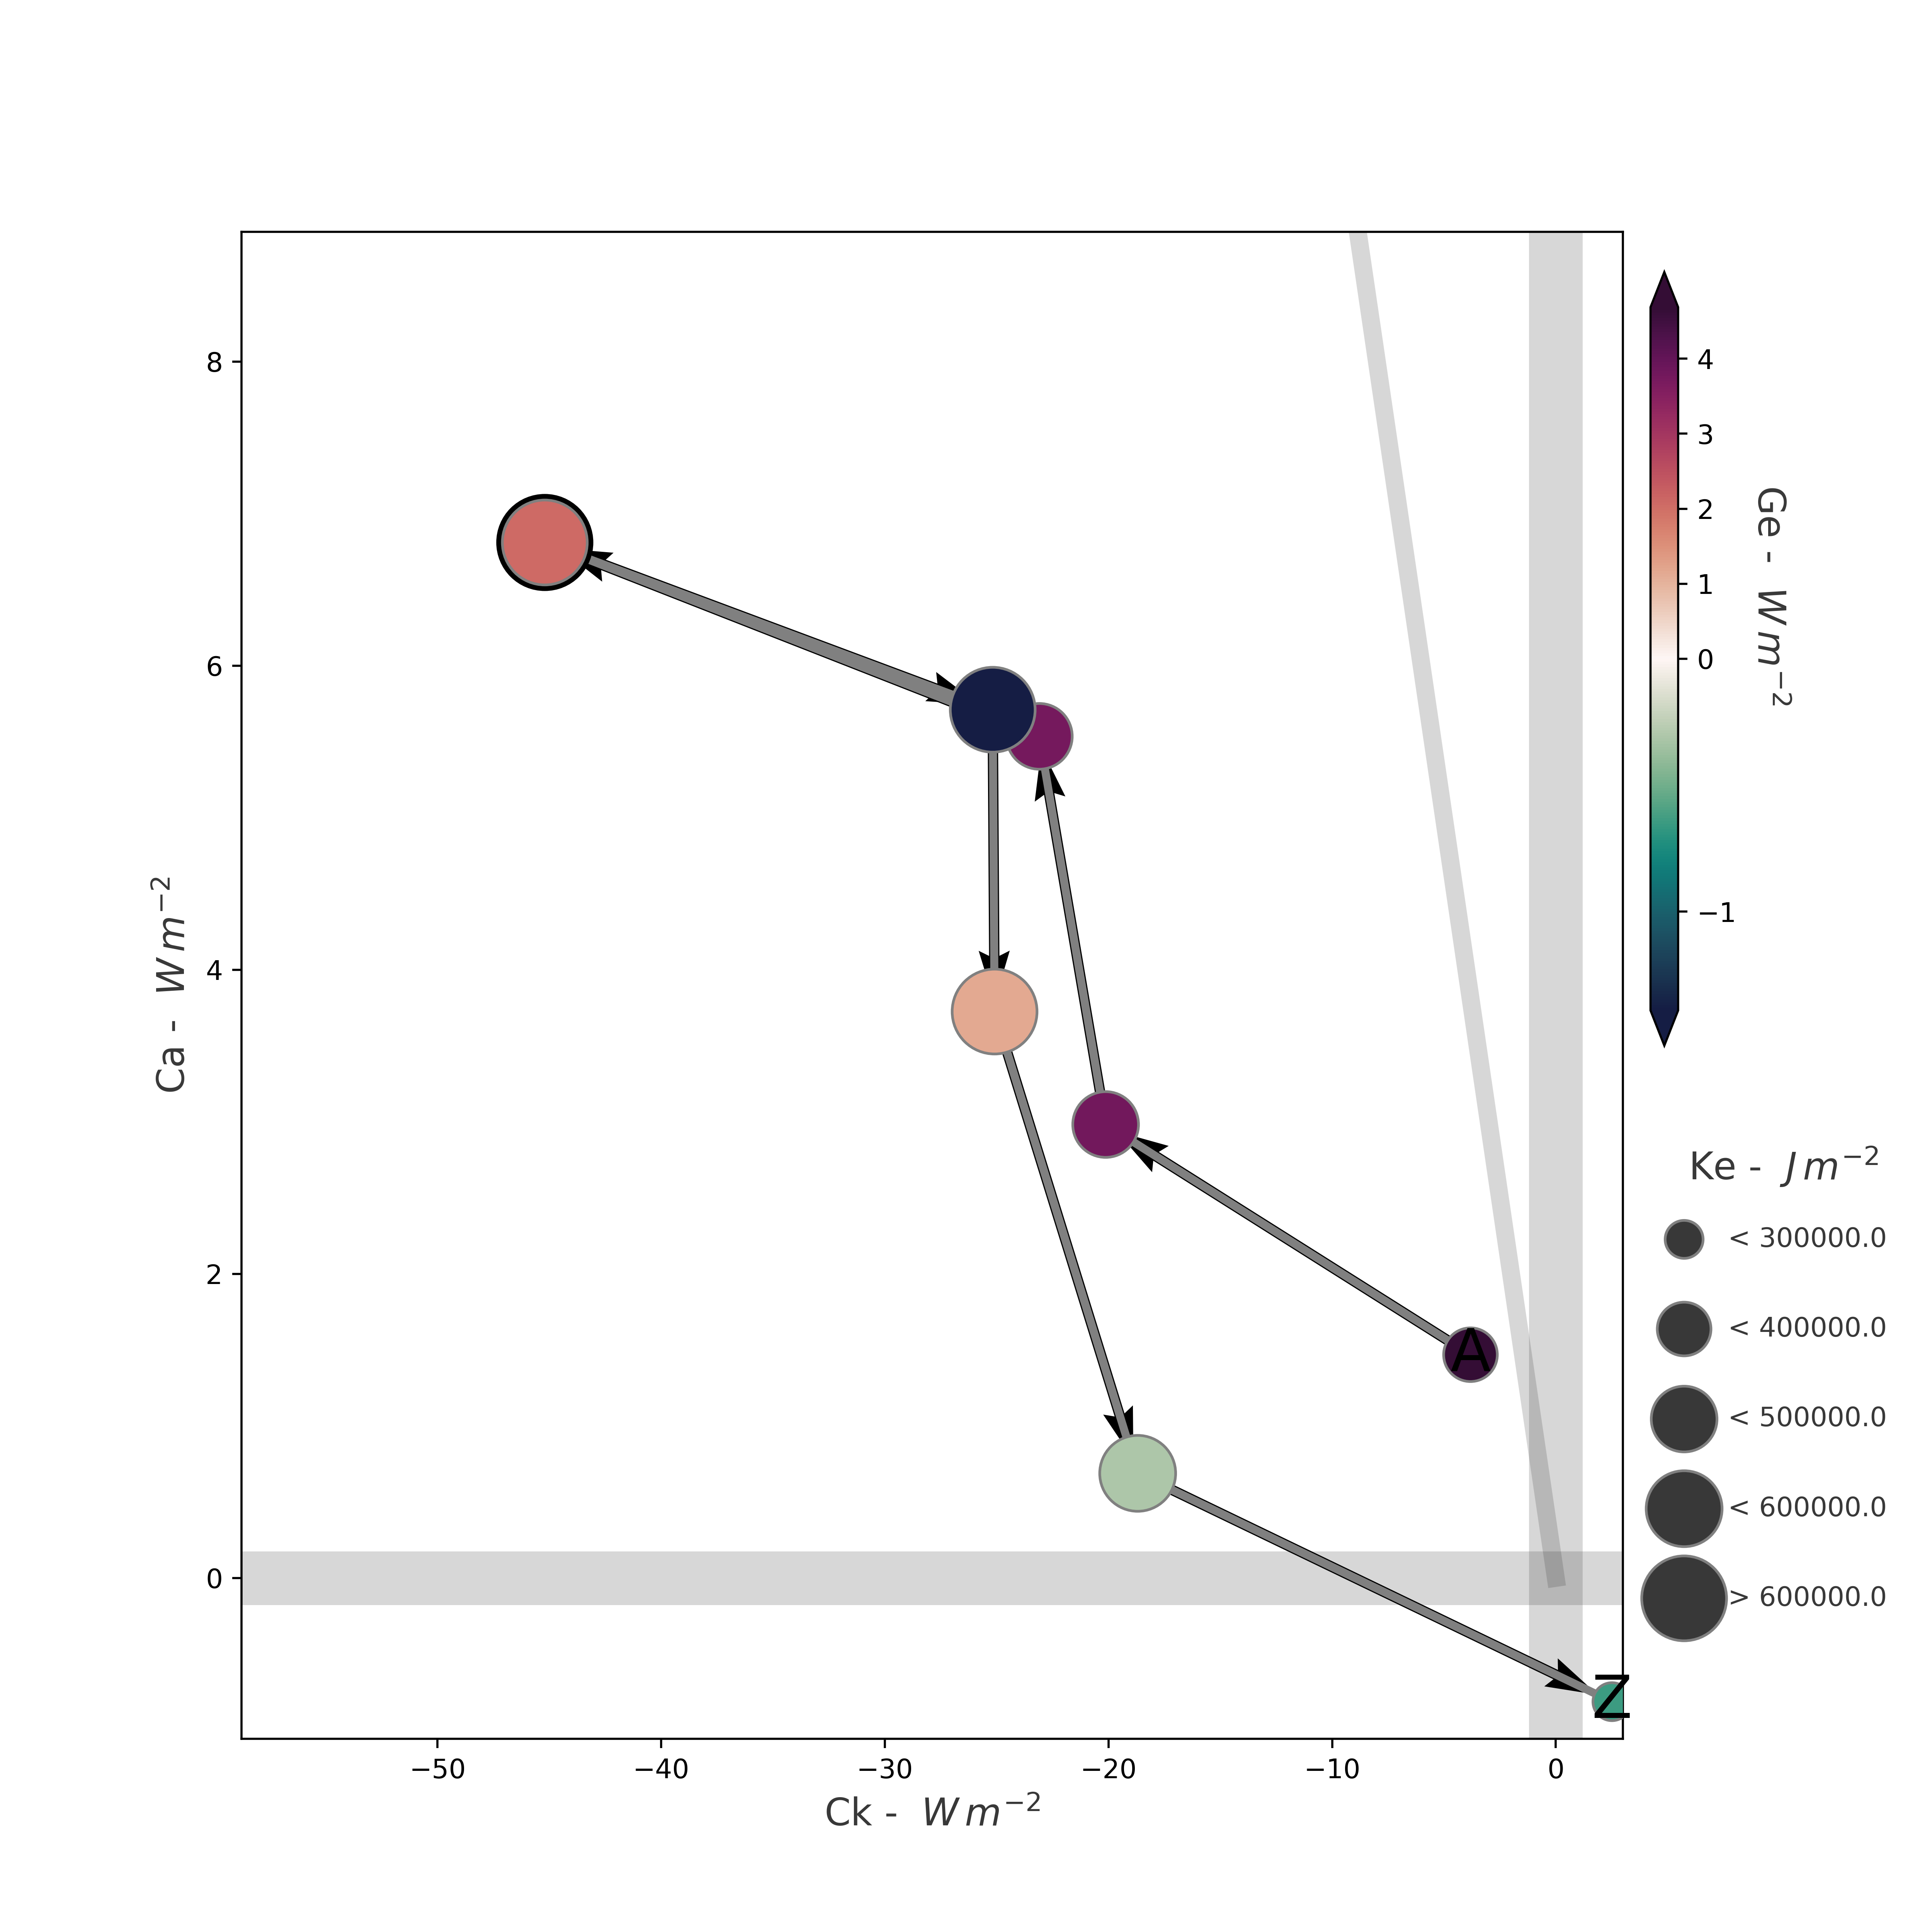 8
6
4
2
0
Ca - W m⁻²
−50 −40 −30 −20 −10 0
Ck - W m⁻²
A
Z
4
3
2
1
0
−1
Ge - W m⁻²
Ke - J m⁻²
< 300000.0
< 400000.0
< 500000.0
< 600000.0
> 600000.0